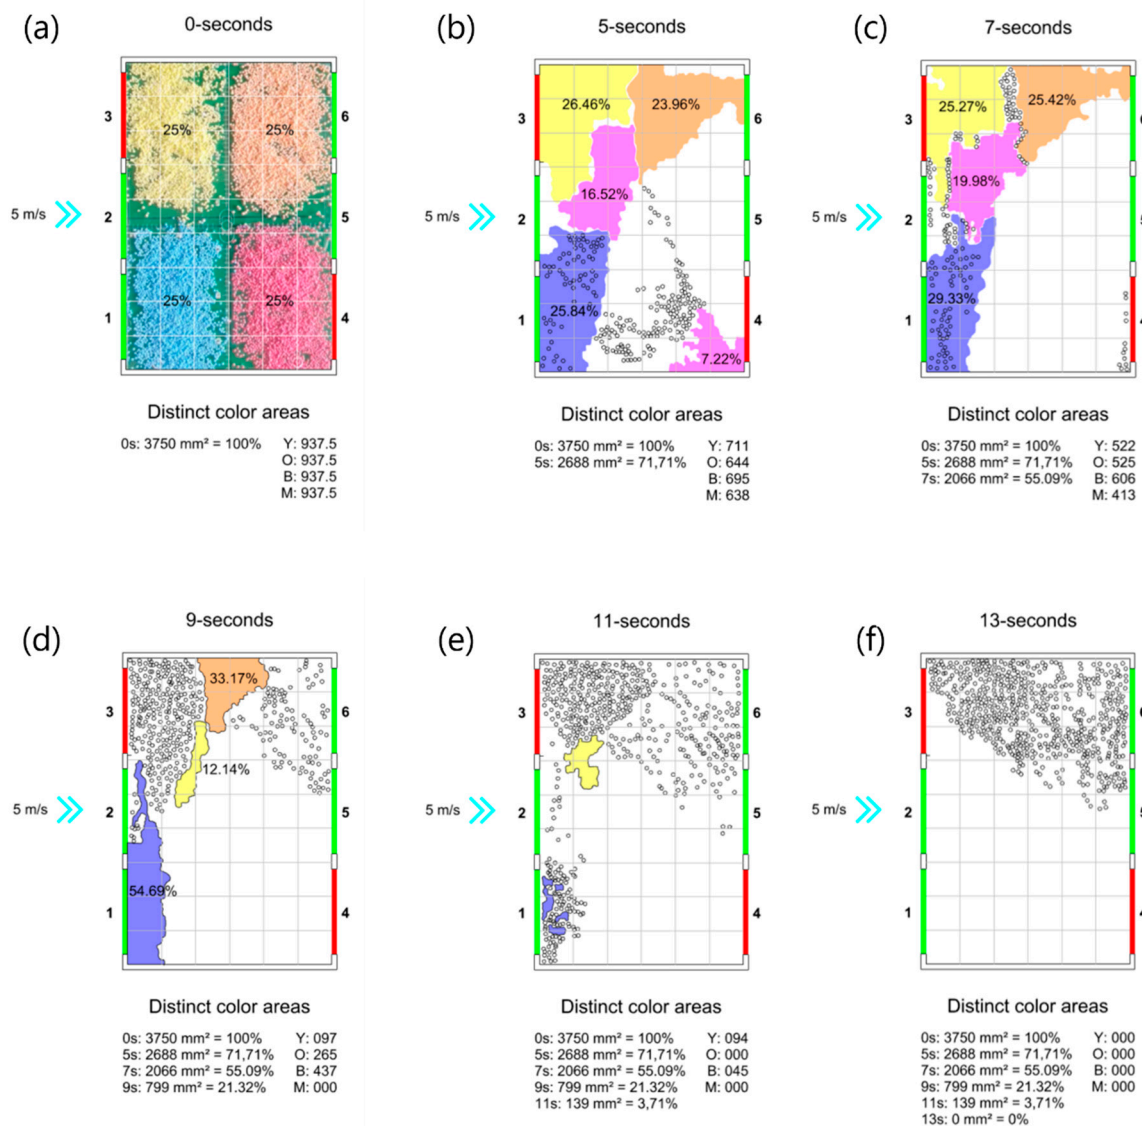 (a)
0-seconds
3
6
25%
25%
5 m/s
2
5
25%
25%
1
4
Distinct color areas
0s: 3750 mm² = 100% Y: 937.5
O: 937.5
B: 937.5
M: 937.5
(b)
5-seconds
26.46%
23.96%
3
6
16.52%
5 m/s
2
5
25.84%
1
4
7.22%
Distinct color areas
0s: 3750 mm² = 100% Y: 711
5s: 2688 mm² = 71,71% O: 644
B: 695
M: 638
(c)
7-seconds
25.27%
25.42%
3
6
19.98%
5 m/s
2
5
29.33%
1
4
Distinct color areas
0s: 3750 mm² = 100% Y: 522
5s: 2688 mm² = 71,71% O: 525
7s: 2066 mm² = 55.09% B: 606
M: 413
(d)
9-seconds
33.17%
3
6
12.14%
5 m/s
2
5
54.69%
1
4
Distinct color areas
0s: 3750 mm² = 100% Y: 097
5s: 2688 mm² = 71,71% O: 265
7s: 2066 mm² = 55.09% B: 437
9s: 799 mm² = 21.32% M: 000
(e)
11-seconds
3
6
5 m/s
2
5
1
4
Distinct color areas
0s: 3750 mm² = 100% Y: 094
5s: 2688 mm² = 71,71% O: 000
7s: 2066 mm² = 55.09% B: 045
9s: 799 mm² = 21.32% M: 000
11s: 139 mm² = 3,71%
(f)
13-seconds
3
6
5 m/s
2
5
1
4
Distinct color areas
0s: 3750 mm² = 100% Y: 000
5s: 2688 mm² = 71,71% O: 000
7s: 2066 mm² = 55.09% B: 000
9s: 799 mm² = 21.32% M: 000
11s: 139 mm² = 3,71%
13s: 0 mm² = 0%